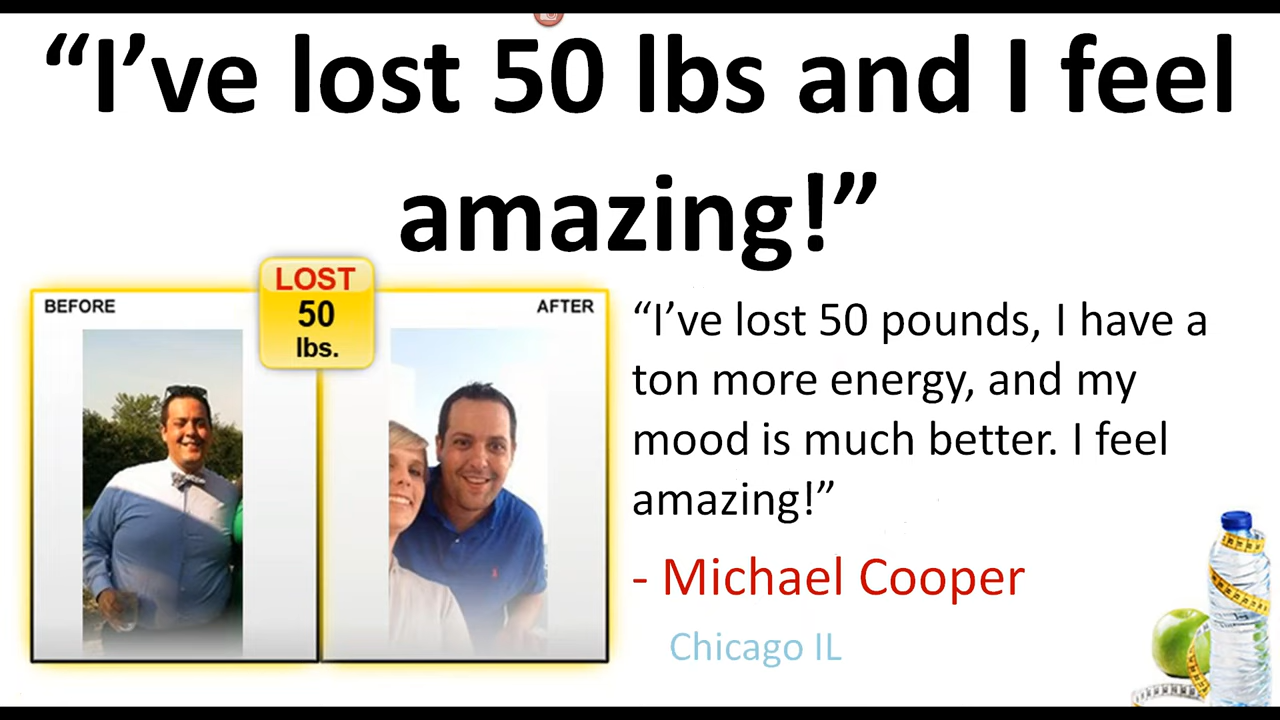 “I’ve lost 50 lbs and I feel
amazing!”
LOST
50
lbs.
BEFORE
AFTER
“I’ve lost 50 pounds, I have a
ton more energy, and my
mood is much better. I feel
amazing!”
- Michael Cooper
Chicago IL